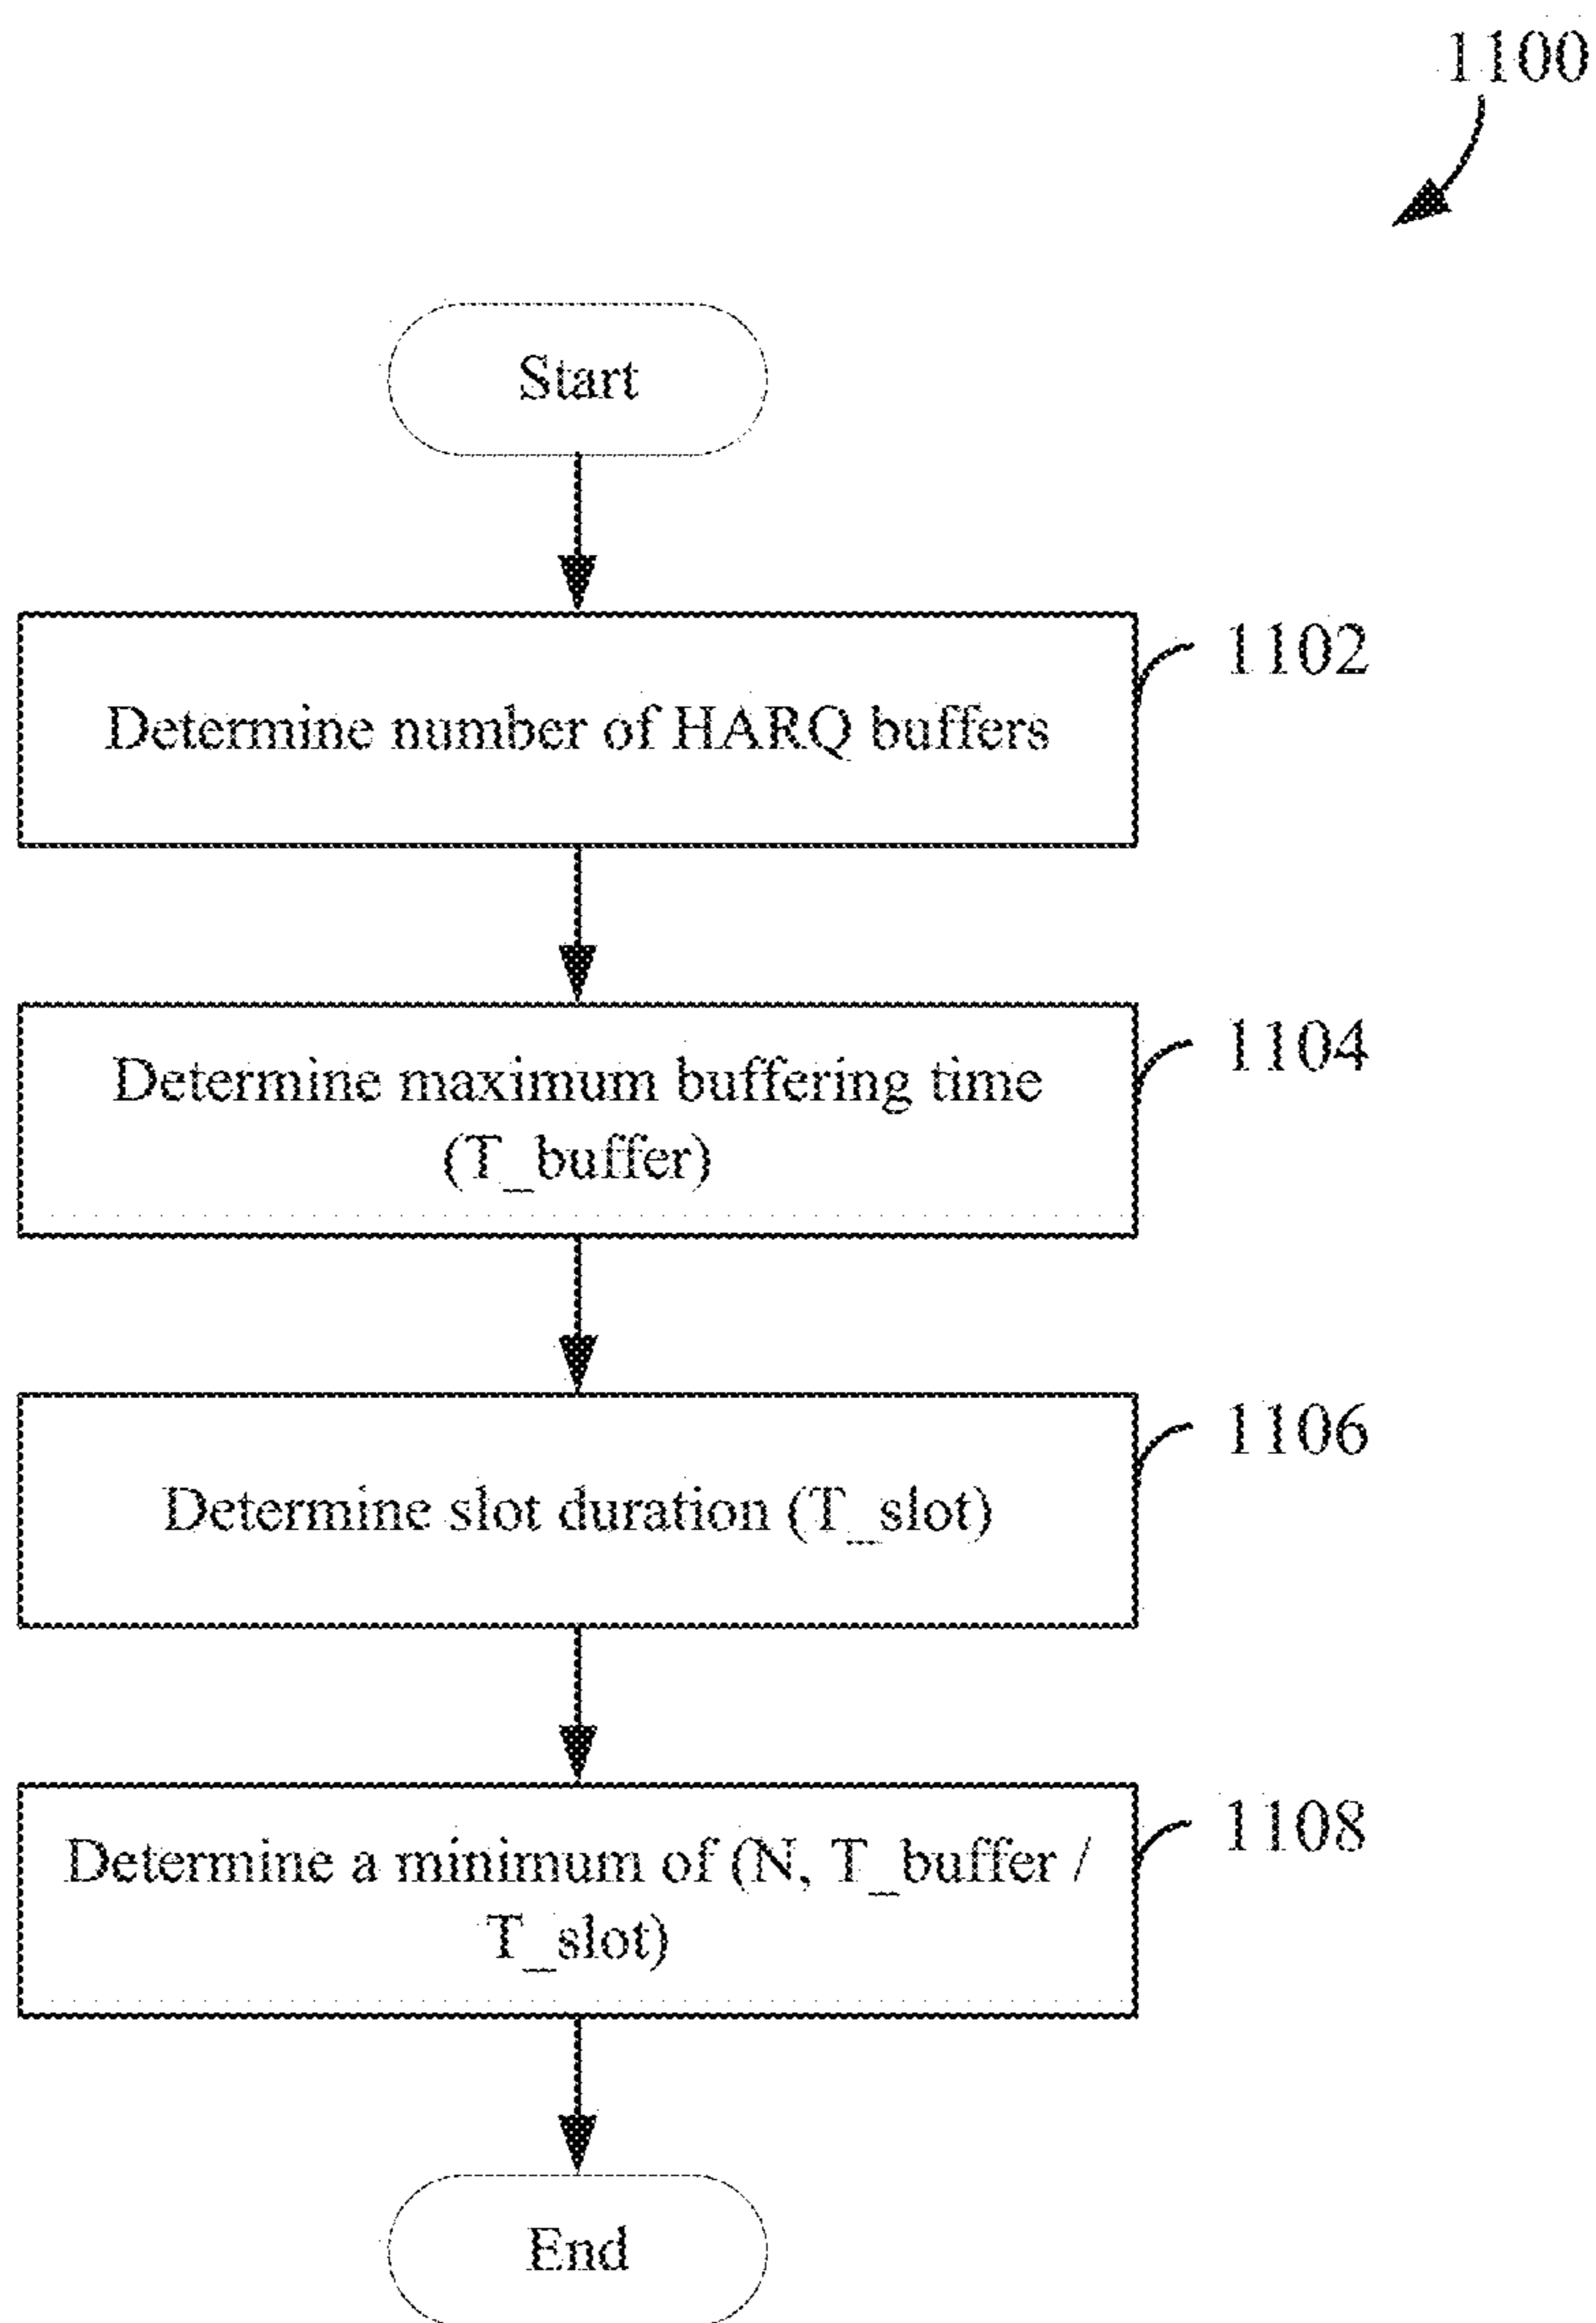 1100
Start
Determine number of HARQ buffers
1102
Determine maximum buffering time
(T_buffer)
1104
Determine slot duration (T_slot)
1106
Determine a minimum of (N, T_buffer /
T_slot)
1108
End